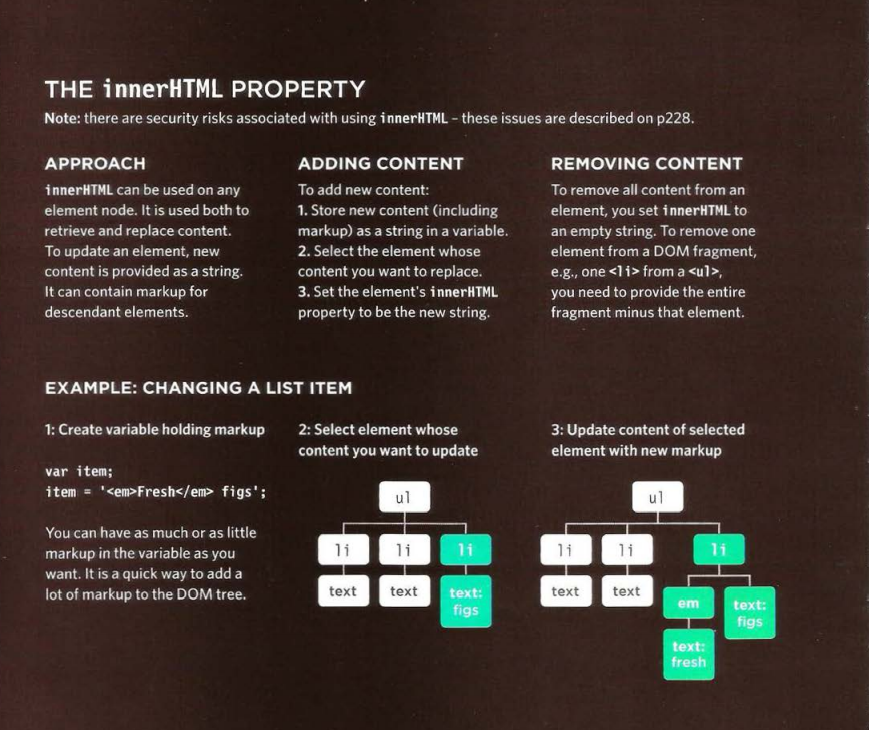 THE innerHTML PROPERTY
Note: there are security risks associated with using innerHTML – these issues are described on p228.
APPROACH
innerHTML can be used on any
element node. It is used both to
retrieve and replace content.
To update an element, new
content is provided as a string.
It can contain markup for
descendant elements.
ADDING CONTENT
To add new content:
1. Store new content (including
markup) as a string in a variable.
2. Select the element whose
content you want to replace.
3. Set the element's innerHTML
property to be the new string.
REMOVING CONTENT
To remove all content from an
element, you set innerHTML to
an empty string. To remove one
element from a DOM fragment,
e.g., one <li> from a <ul>,
you need to provide the entire
fragment minus that element.
EXAMPLE: CHANGING A LIST ITEM
1: Create variable holding markup
var item;
item = '<em>Fresh</em> figs';
You can have as much or as little
markup in the variable as you
want. It is a quick way to add a
lot of markup to the DOM tree.
2: Select element whose
content you want to update
ul
li li li
text text text:
figs
3: Update content of selected
element with new markup
ul
li li li
text text
em text:
figs
text:
fresh